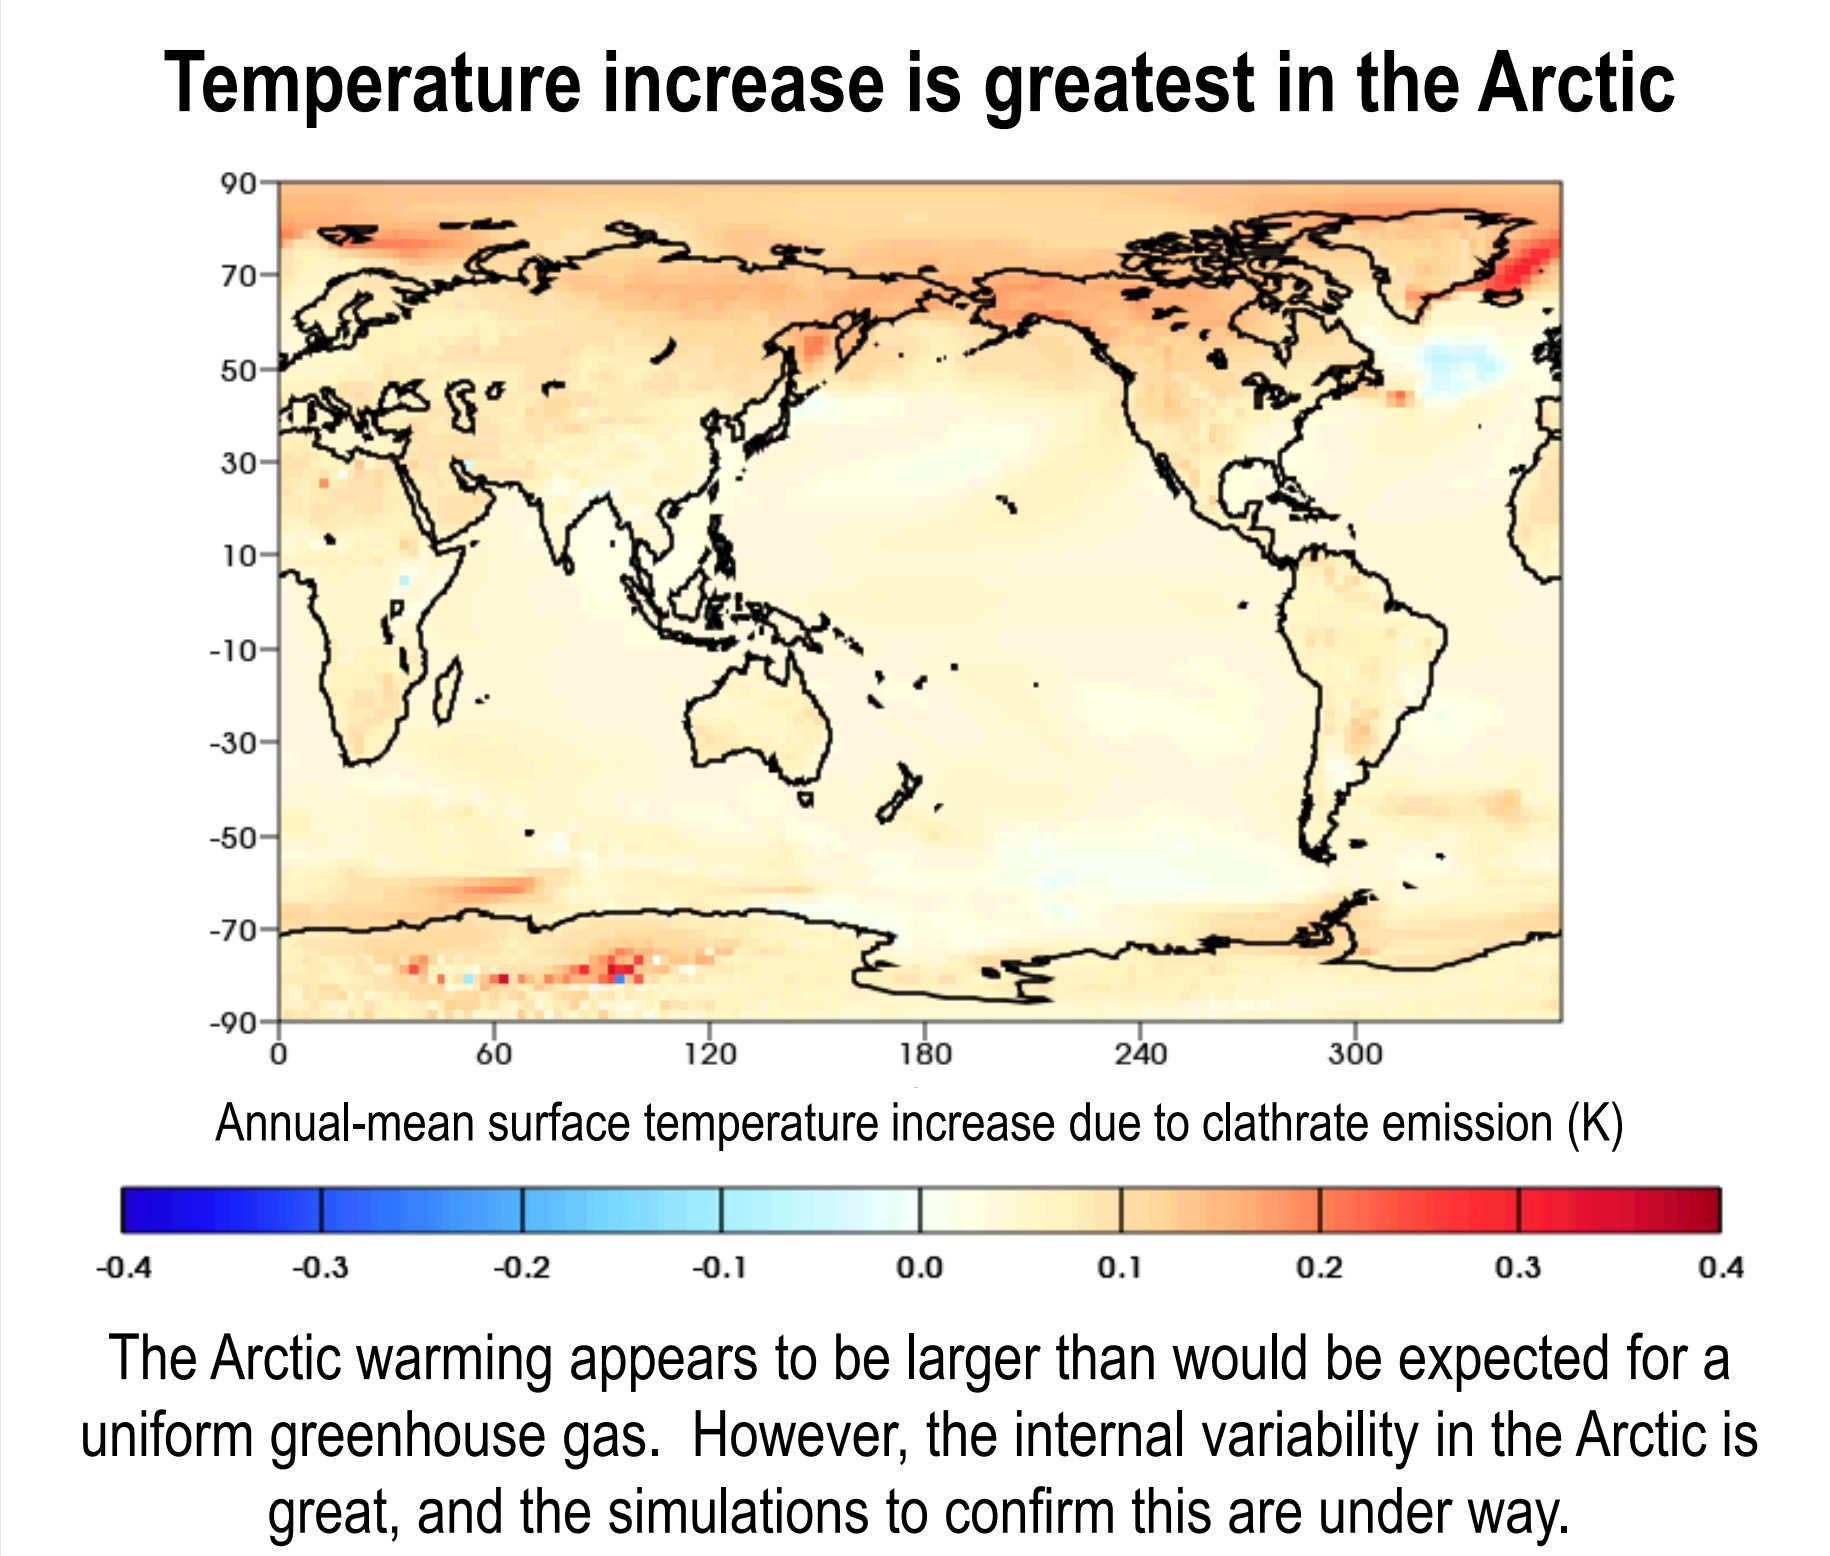 Temperature increase is greatest in the Arctic
90
70
50
30
10
-10
-30
-50
-70
-90
0 60 120 180 240 300
Annual-mean surface temperature increase due to clathrate emission (K)
-0.4 -0.3 -0.2 -0.1 0.0 0.1 0.2 0.3 0.4
The Arctic warming appears to be larger than would be expected for a
uniform greenhouse gas.  However, the internal variability in the Arctic is
great, and the simulations to confirm this are under way.